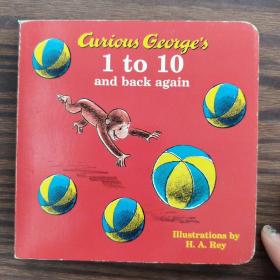 Curious George's
1 to 10
and back again
Illustrations by
H. A. Rey